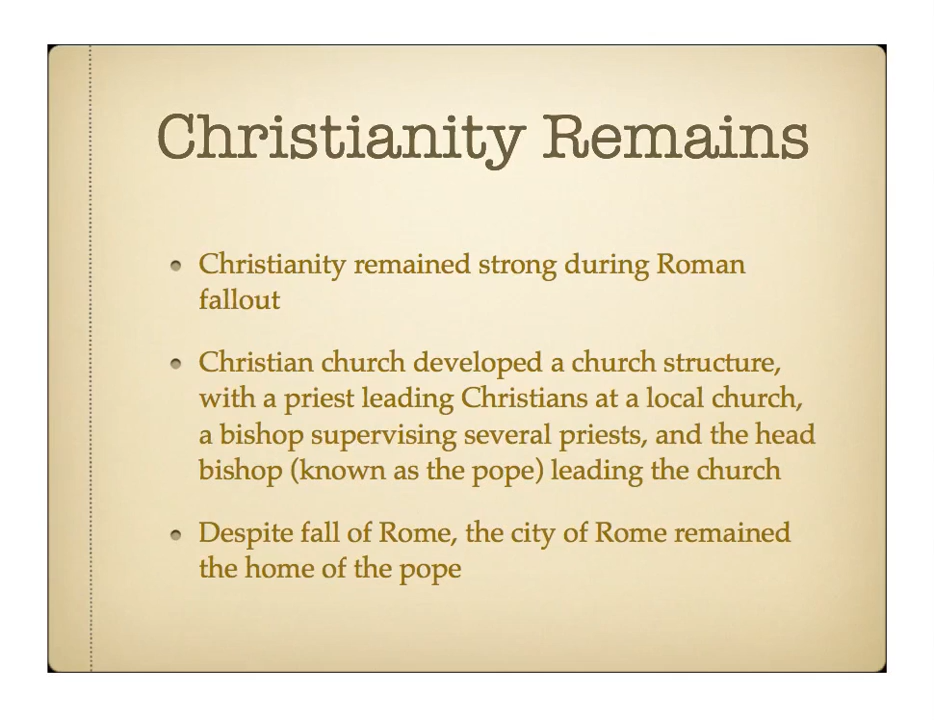 Christianity Remains
• Christianity remained strong during Roman
fallout
• Christian church developed a church structure,
with a priest leading Christians at a local church,
a bishop supervising several priests, and the head
bishop (known as the pope) leading the church
• Despite fall of Rome, the city of Rome remained
the home of the pope